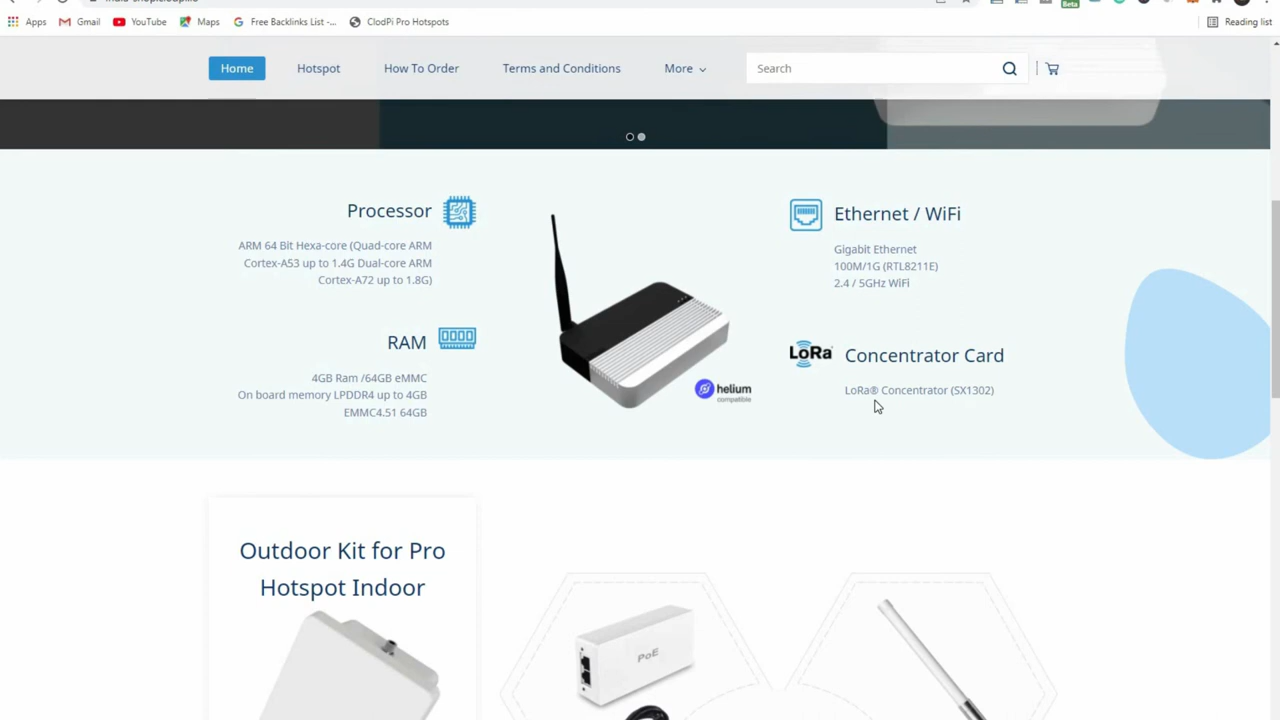 Apps
Gmail
YouTube
Maps
Free Backlinks List -...
ClodPi Pro Hotspots
Beta
Reading list
Home
Hotspot
How To Order
Terms and Conditions
More
Search
Processor
ARM 64 Bit Hexa-core (Quad-core ARM
Cortex-A53 up to 1.4G Dual-core ARM
Cortex-A72 up to 1.8G)
RAM
4GB Ram /64GB eMMC
On board memory LPDDR4 up to 4GB
EMMC4.51 64GB
helium
compatible
Ethernet / WiFi
Gigabit Ethernet
100M/1G (RTL8211E)
2.4 / 5GHz WiFi
LoRa
Concentrator Card
LoRa® Concentrator (SX1302)
Outdoor Kit for Pro
Hotspot Indoor
PoE